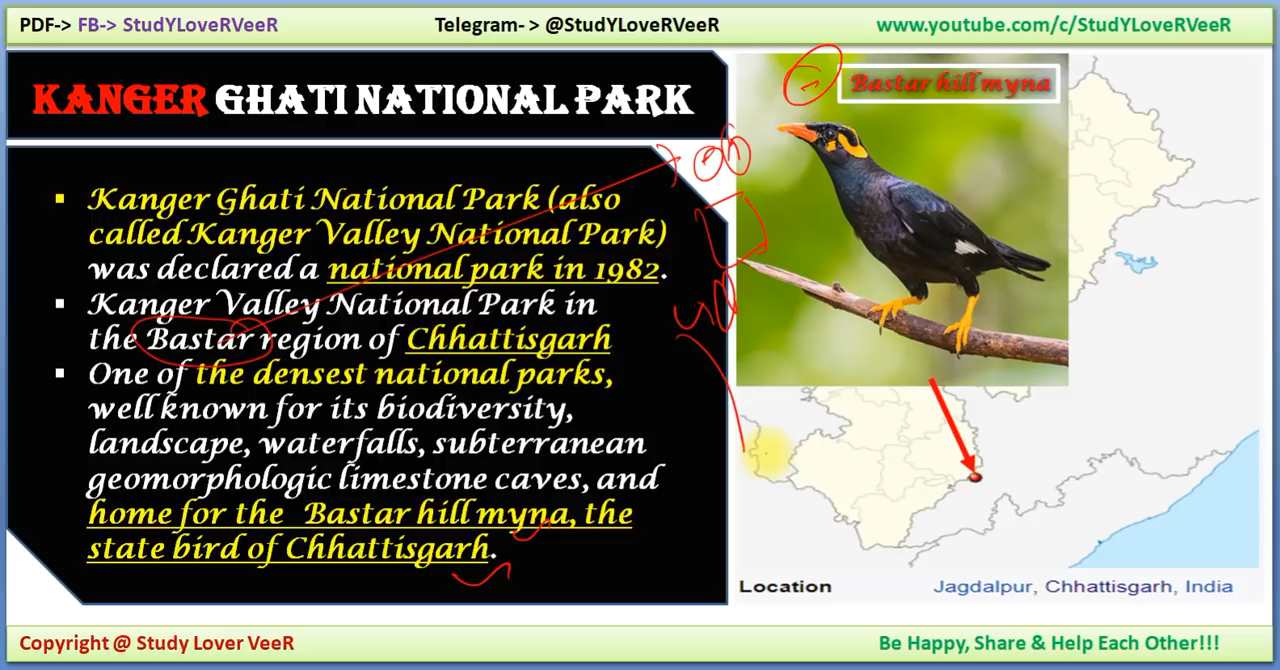 PDF-> FB-> StudYLoveRVeeR
Telegram- > @StudYLoveRVeeR
www.youtube.com/c/StudYLoveRVeeR
KANGER GHATI NATIONAL PARK
Bastar hill myna
Kanger Ghati National Park (also
called Kanger Valley National Park)
was declared a national park in 1982.
Kanger Valley National Park in
the Bastar region of Chhattisgarh
One of the densest national parks,
well known for its biodiversity,
landscape, waterfalls, subterranean
geomorphologic limestone caves, and
home for the Bastar hill myna, the
state bird of Chhattisgarh.
Location Jagdalpur, Chhattisgarh, India
Copyright @ Study Lover VeeR
Be Happy, Share & Help Each Other!!!